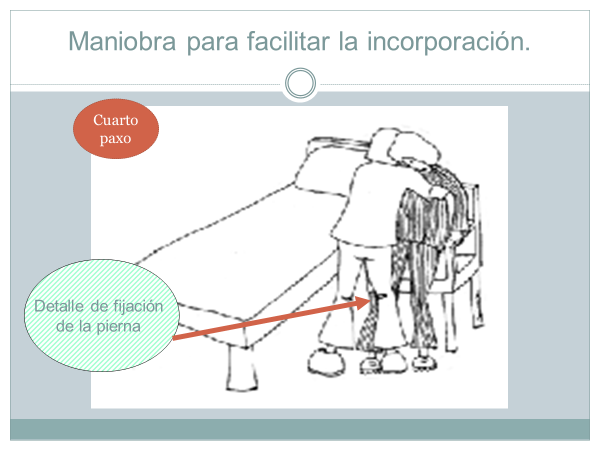 Maniobra para facilitar la incorporación.
Cuarto
paxo
Detalle de fijación
de la pierna